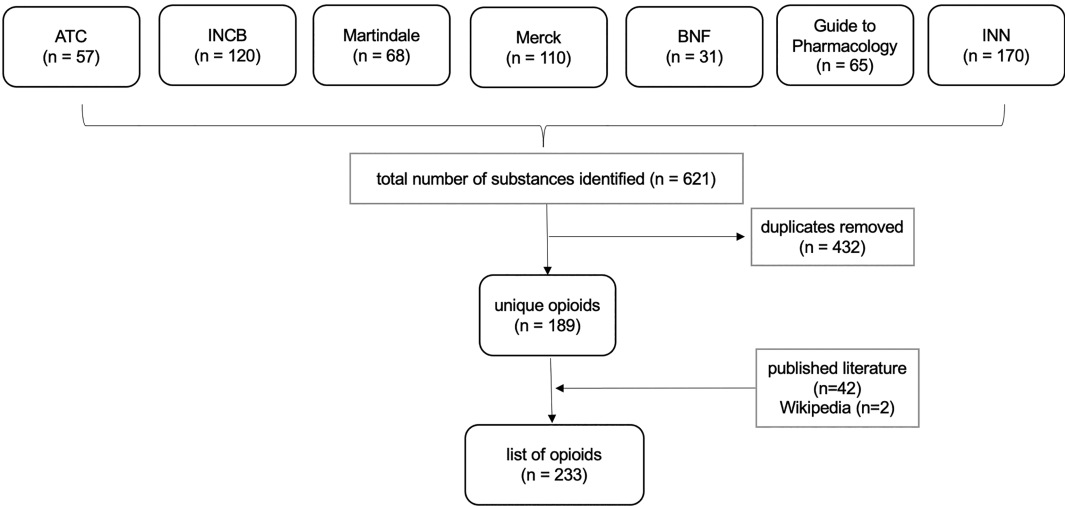 ATC
(n = 57)
INCB
(n = 120)
Martindale
(n = 68)
Merck
(n = 110)
BNF
(n = 31)
Guide to
Pharmacology
(n = 65)
INN
(n = 170)
total number of substances identified (n = 621)
duplicates removed
(n = 432)
unique opioids
(n = 189)
published literature
(n=42)
Wikipedia (n=2)
list of opioids
(n = 233)